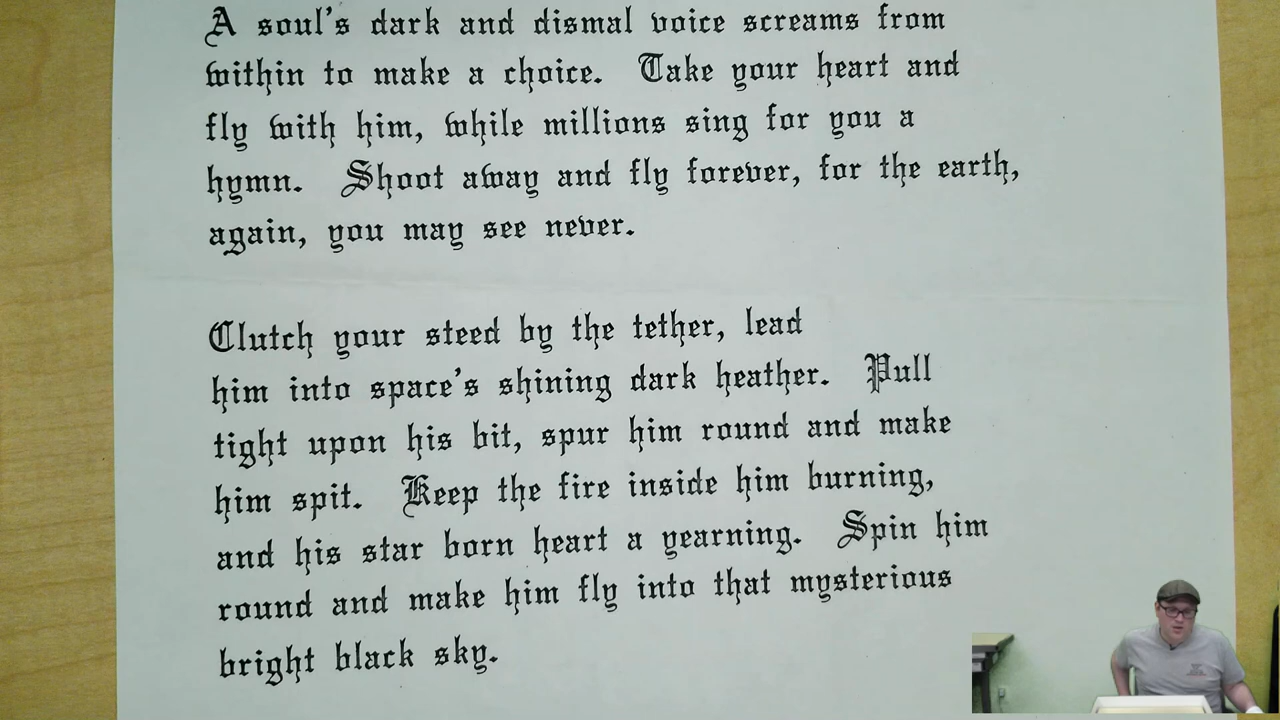 A soul's dark and dismal voice screams from
within to make a choice. Take your heart and
fly with him, while millions sing for you a
hymn. Shoot away and fly forever, for the earth,
again, you may see never.
Clutch your steed by the tether, lead
him into space's shining dark heather. Pull
tight upon his bit, spur him round and make
him spit. Keep the fire inside him burning,
and his star born heart a yearning. Spin him
round and make him fly into that mysterious
bright black sky.